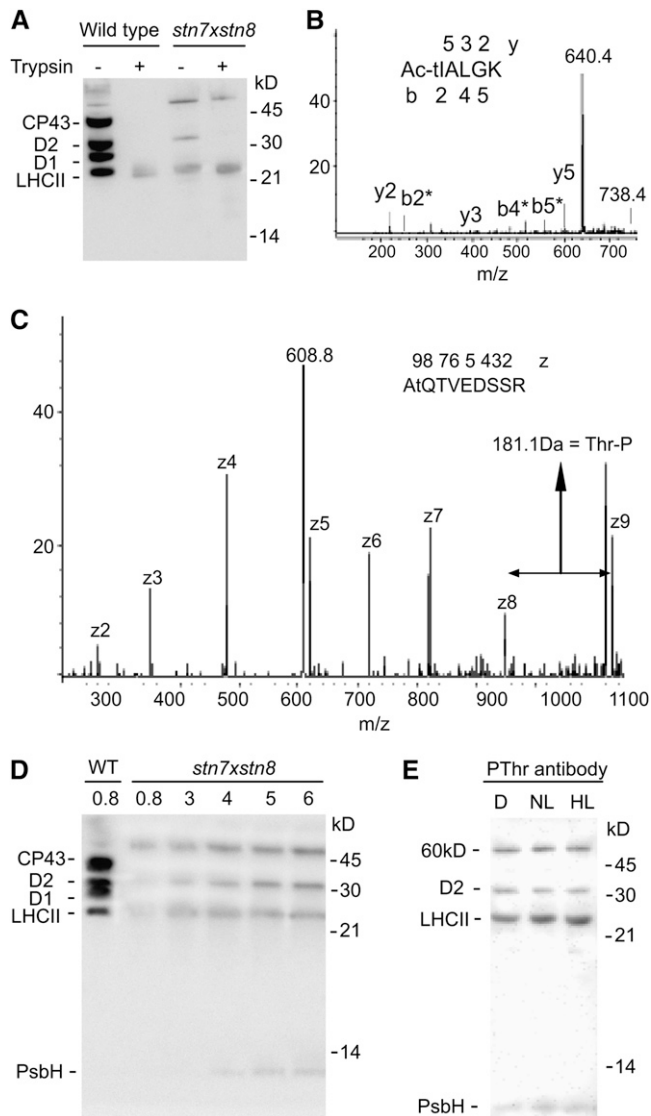 A
Wild type stn7xstn8
Trypsin - + - +
kD
CP43-
D2-
D1-
LHCII-
-45
-30
-21
-14
B
5 3 2 y
Ac-tIALGK
b 2 4 5
640.4
40
20
y2
b2*
y3
b4*
b5*
y5
738.4
200 300 400 500 600 700
m/z
C
98 76 5 432 z
AtQTVEDSSR
608.8
181.1Da = Thr-P
40
20
z2
z3
z4
z5
z6
z7
z8
z9
300 400 500 600 700 800 900 1000 1100
m/z
D
WT stn7xstn8
0.8 0.8 3 4 5 6
kD
CP43-
D2-
D1-
LHCII-
PsbH -
-45
-30
-21
-14
E
PThr antibody
D NL HL
kD
60kD -
D2 -
LHCII -
PsbH -
-45
-30
-21
-14